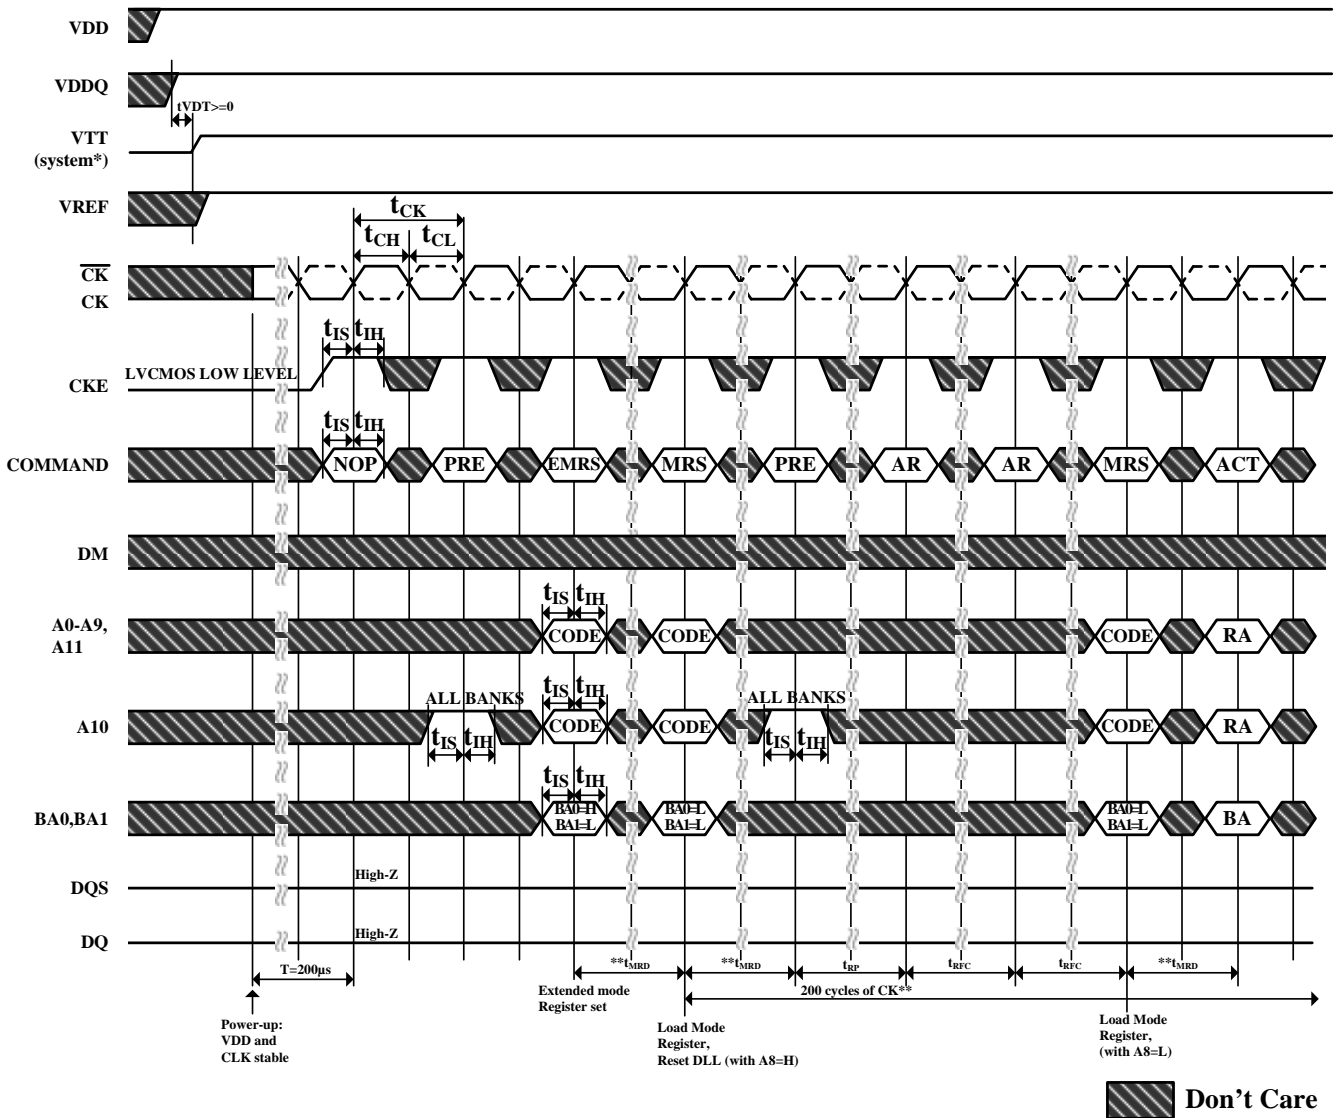 VDD
VDDQ
tVDT>=0
VTT
(system*)
VREF
tCK
tCH tCL
CK
CK
tIS tIH
LVCMOS LOW LEVEL
CKE
tIS tIH
COMMAND NOP PRE EMRS MRS PRE AR AR MRS ACT
DM
tIS tIH
A0-A9,
A11
CODE CODE CODE RA
tIS tIH
ALL BANKS ALL BANKS
A10 CODE CODE CODE RA
tIS tIH tIS tIH
tIS tIH
BA0,BA1
BA0=H BA0=L BA0=L
BA1=L BA1=L BA1=L
BA
High-Z
DQS
High-Z
DQ
T=200µs **tMRD **tMRD tRP tRFC tRFC **tMRD
Extended mode
Register set
200 cycles of CK**
Power-up:
VDD and
CLK stable
Load Mode
Register,
Reset DLL (with A8=H)
Load Mode
Register,
(with A8=L)
Don't Care